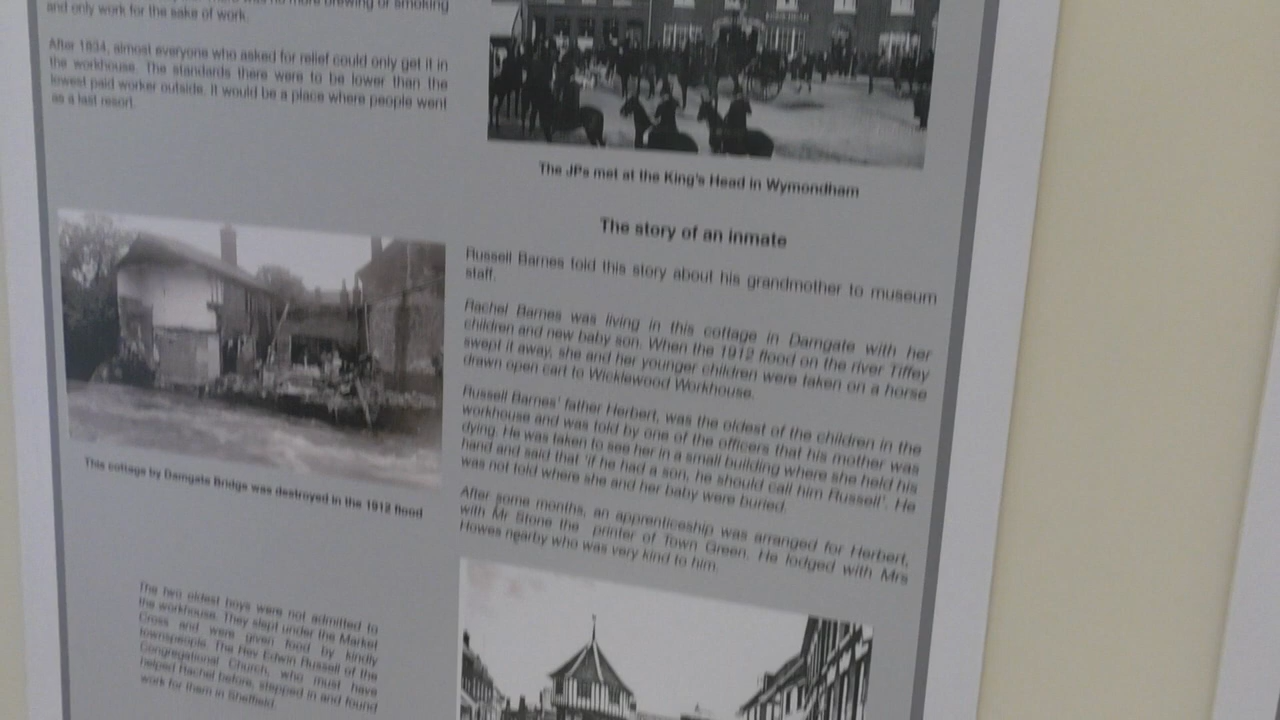 and only work for the sake of work.
After 1834, almost everyone who asked for relief could only get it in
the workhouse. The standards there were to be lower than the
lowest paid worker outside. It would be a place where people went
as a last resort.
This cottage by Damgate Bridge was destroyed in the 1912 flood
The two oldest boys were not admitted to
the workhouse. They slept under the Market
Cross and were given food by kindly
townspeople. The Rev Edwin Russell of the
Congregational Church, who must have
helped Rachel before, stepped in and found
work for them in Sheffield.
The JPs met at the King's Head in Wymondham
The story of an inmate
Russell Barnes told this story about his grandmother to museum
staff.
Rachel Barnes was living in this cottage in Damgate with her
children and new baby son. When the 1912 flood on the river Tiffey
swept it away, she and her younger children were taken on a horse
drawn open cart to Wicklewood Workhouse.
Russell Barnes' father Herbert, was the oldest of the children in the
workhouse and was told by one of the officers that his mother was
dying. He was taken to see her in a small building where she held his
hand and said that 'if he had a son, he should call him Russell'. He
was not told where she and her baby were buried.
After some months, an apprenticeship was arranged for Herbert,
with Mr Stone the printer of Town Green. He lodged with Mrs
Howes nearby who was very kind to him.